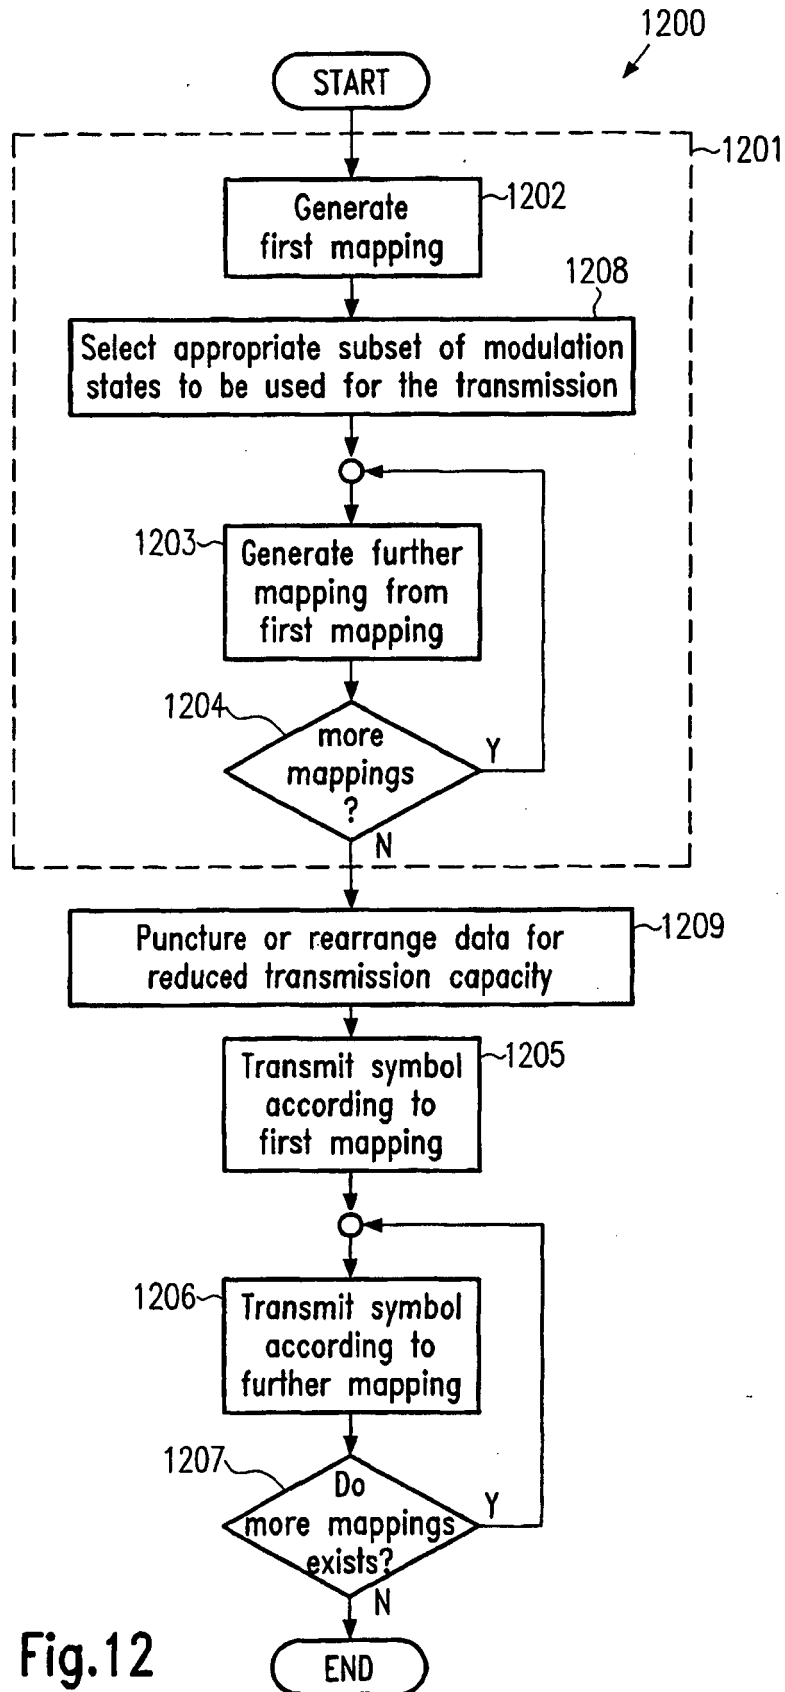 1200
START
1201
1202
Generate
first mapping
1208
Select appropriate subset of modulation
states to be used for the transmission
1203
Generate further
mapping from
first mapping
1204
more
mappings
?
Y
N
1209
Puncture or rearrange data for
reduced transmission capacity
1205
Transmit symbol
according to
first mapping
1206
Transmit symbol
according to
further mapping
1207
Do
more mappings
exists?
Y
N
END
Fig.12